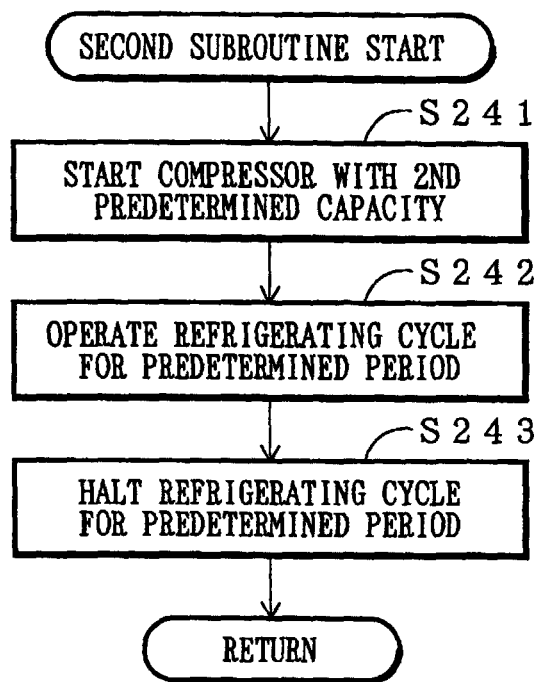 SECOND SUBROUTINE START
S241
START COMPRESSOR WITH 2ND
PREDETERMINED CAPACITY
S242
OPERATE REFRIGERATING CYCLE
FOR PREDETERMINED PERIOD
S243
HALT REFRIGERATING CYCLE
FOR PREDETERMINED PERIOD
RETURN